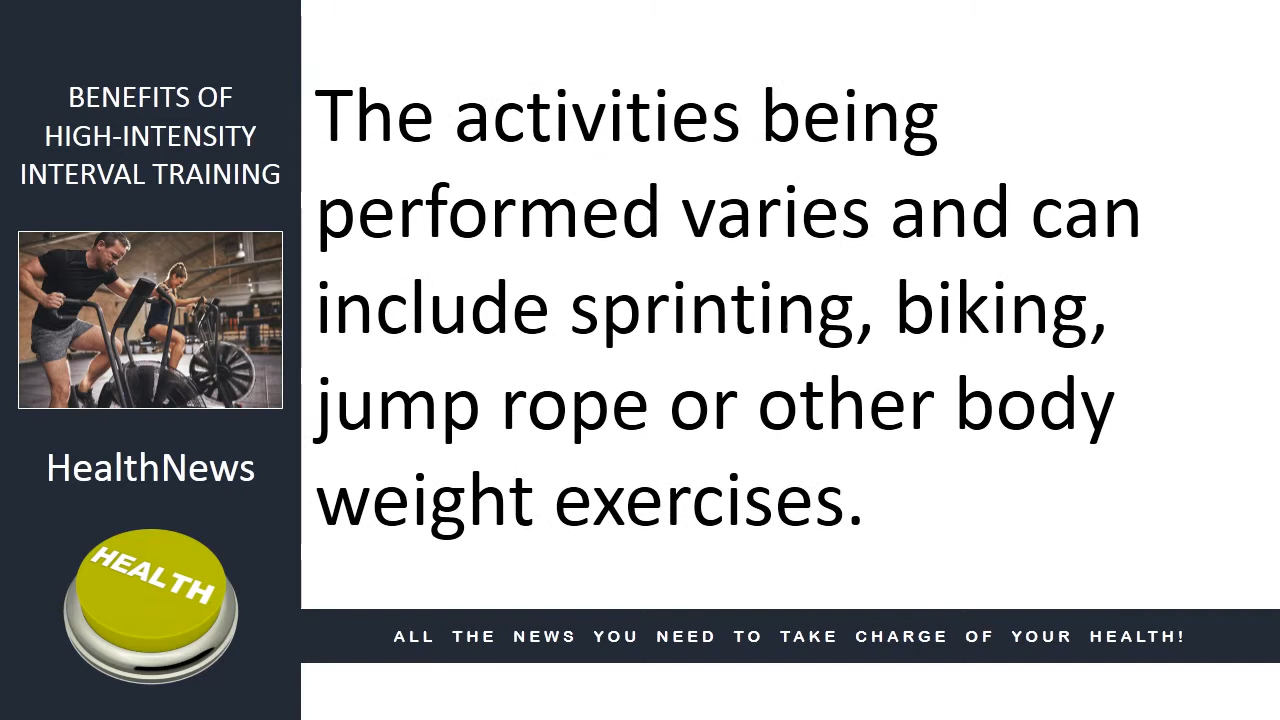 BENEFITS OF
HIGH-INTENSITY
INTERVAL TRAINING
HealthNews
HEALTH
The activities being
performed varies and can
include sprinting, biking,
jump rope or other body
weight exercises.
ALL THE NEWS YOU NEED TO TAKE CHARGE OF YOUR HEALTH!